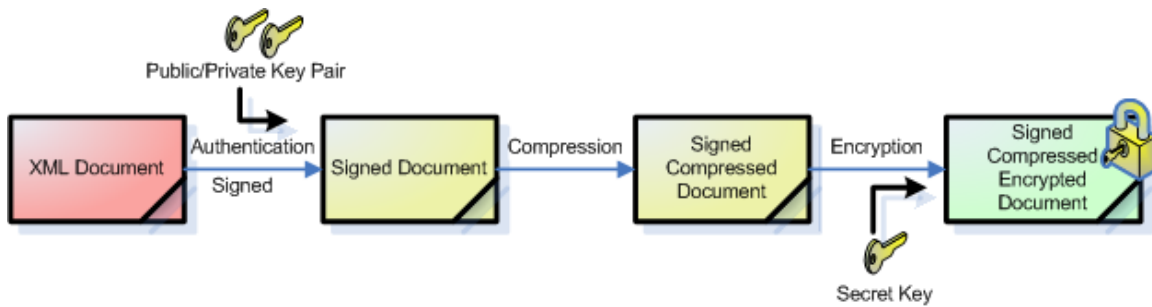 Public/Private Key Pair
XML Document
Authentication
Signed
Signed Document
Compression
Signed
Compressed
Document
Encryption
Secret Key
Signed
Compressed
Encrypted
Document